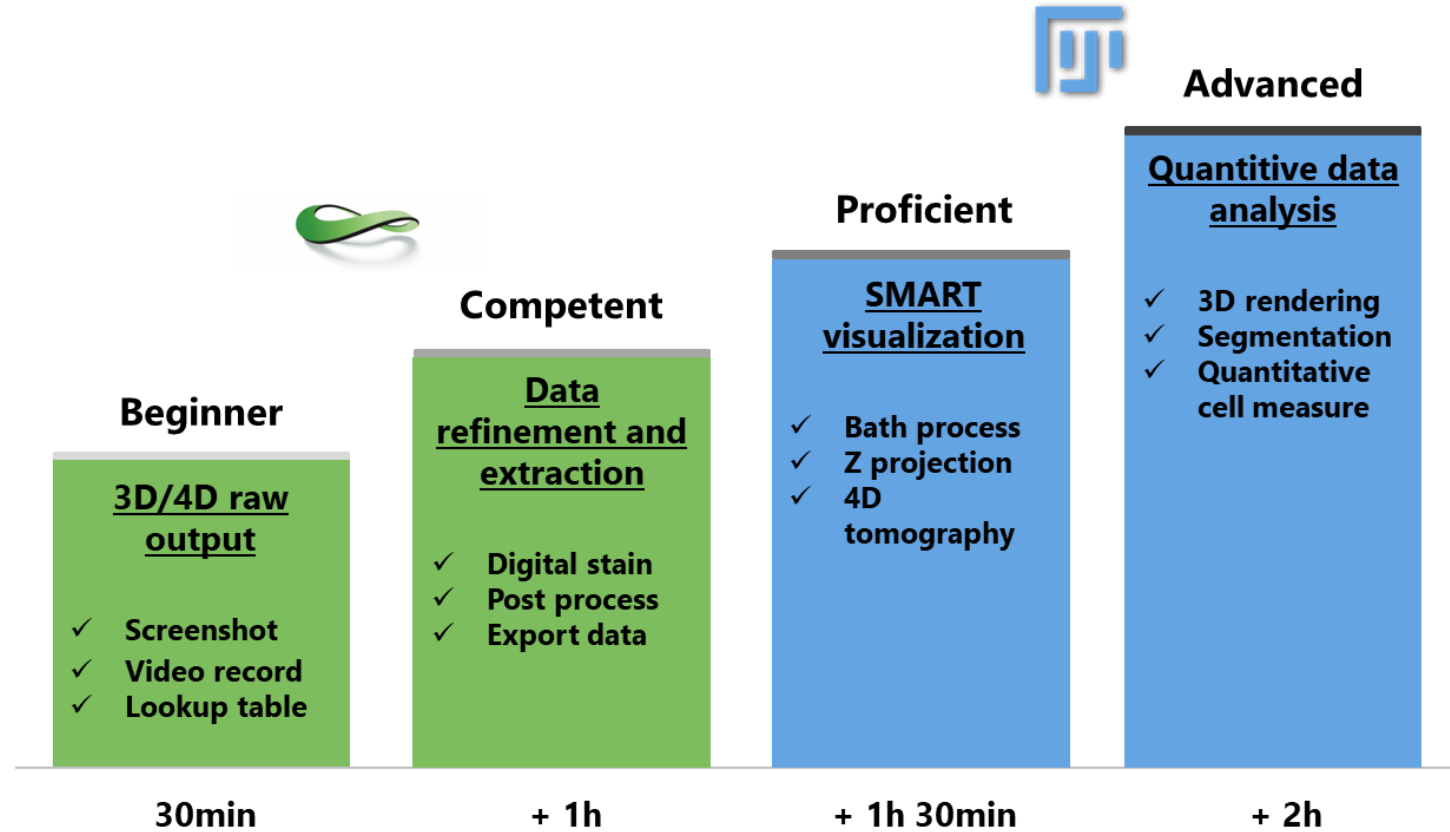 Beginner
3D/4D raw
output
✓ Screenshot
✓ Video record
✓ Lookup table
30min
Competent
Data
refinement and
extraction
✓ Digital stain
✓ Post process
✓ Export data
+ 1h
Proficient
SMART
visualization
✓ Bath process
✓ Z projection
✓ 4D
tomography
+ 1h 30min
Advanced
Quantitive data
analysis
✓ 3D rendering
✓ Segmentation
✓ Quantitative
cell measure
+ 2h